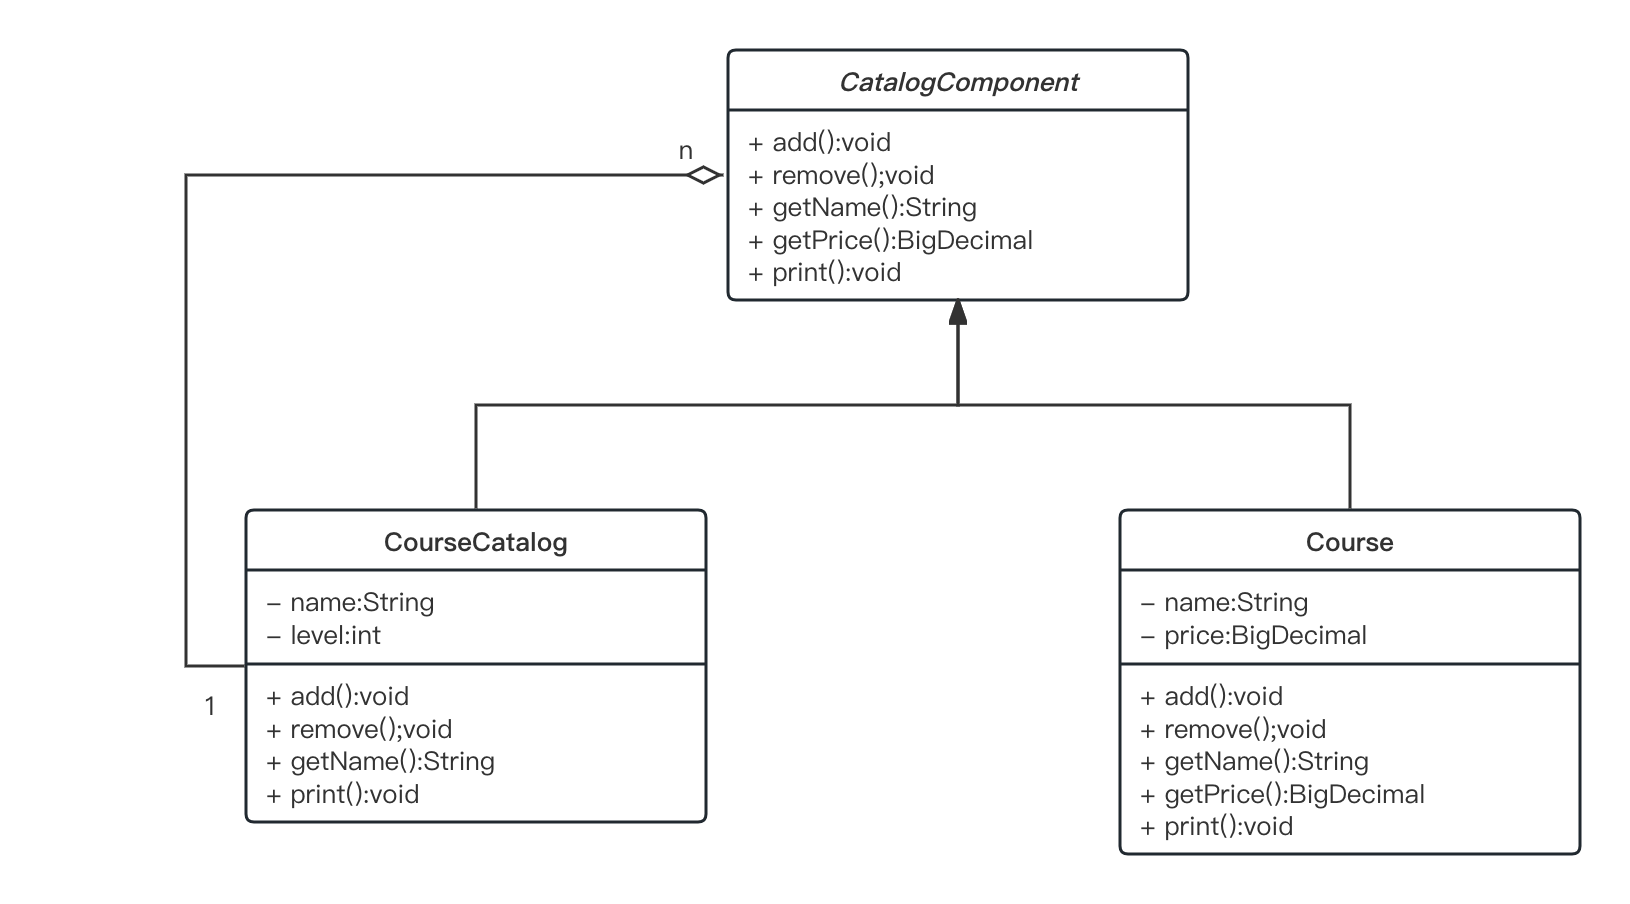 CatalogComponent
+ add():void
+ remove();void
+ getName():String
+ getPrice():BigDecimal
+ print():void
n
1
CourseCatalog
– name:String
– level:int
+ add():void
+ remove();void
+ getName():String
+ print():void
Course
– name:String
– price:BigDecimal
+ add():void
+ remove();void
+ getName():String
+ getPrice():BigDecimal
+ print():void